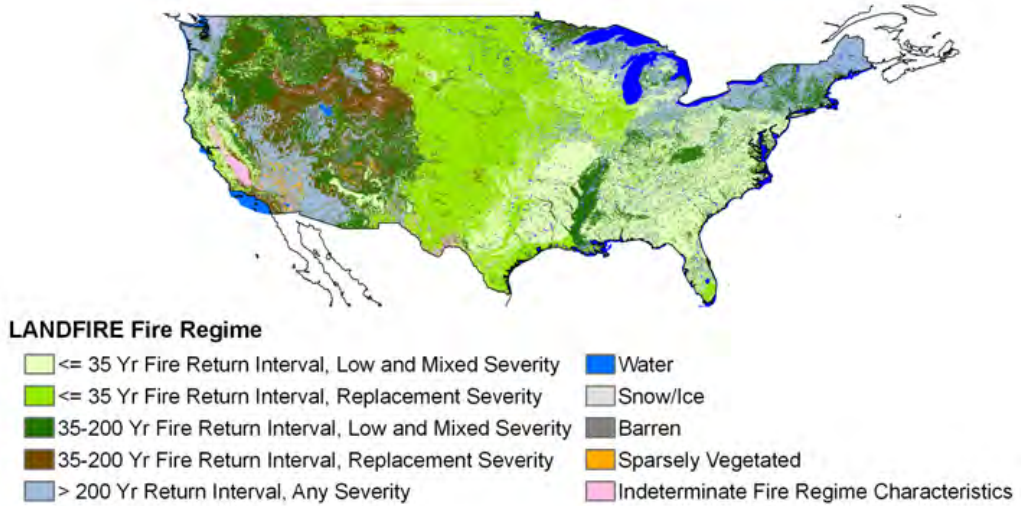 LANDFIRE Fire Regime
<= 35 Yr Fire Return Interval, Low and Mixed Severity
<= 35 Yr Fire Return Interval, Replacement Severity
35-200 Yr Fire Return Interval, Low and Mixed Severity
35-200 Yr Fire Return Interval, Replacement Severity
> 200 Yr Return Interval, Any Severity
Water
Snow/Ice
Barren
Sparsely Vegetated
Indeterminate Fire Regime Characteristics